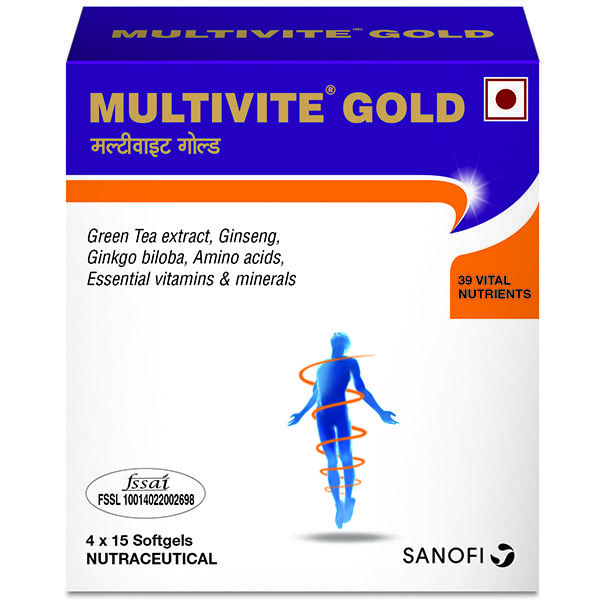 MULTIVITE® GOLD
MULTIVITE® GOLD
मल्टीवाइट गोल्ड
Green Tea extract, Ginseng,
Ginkgo biloba, Amino acids,
Essential vitamins & minerals
39 VITAL
NUTRIENTS
fssai
FSSL 10014022002698
4 x 15 Softgels
NUTRACEUTICAL
SANOFI